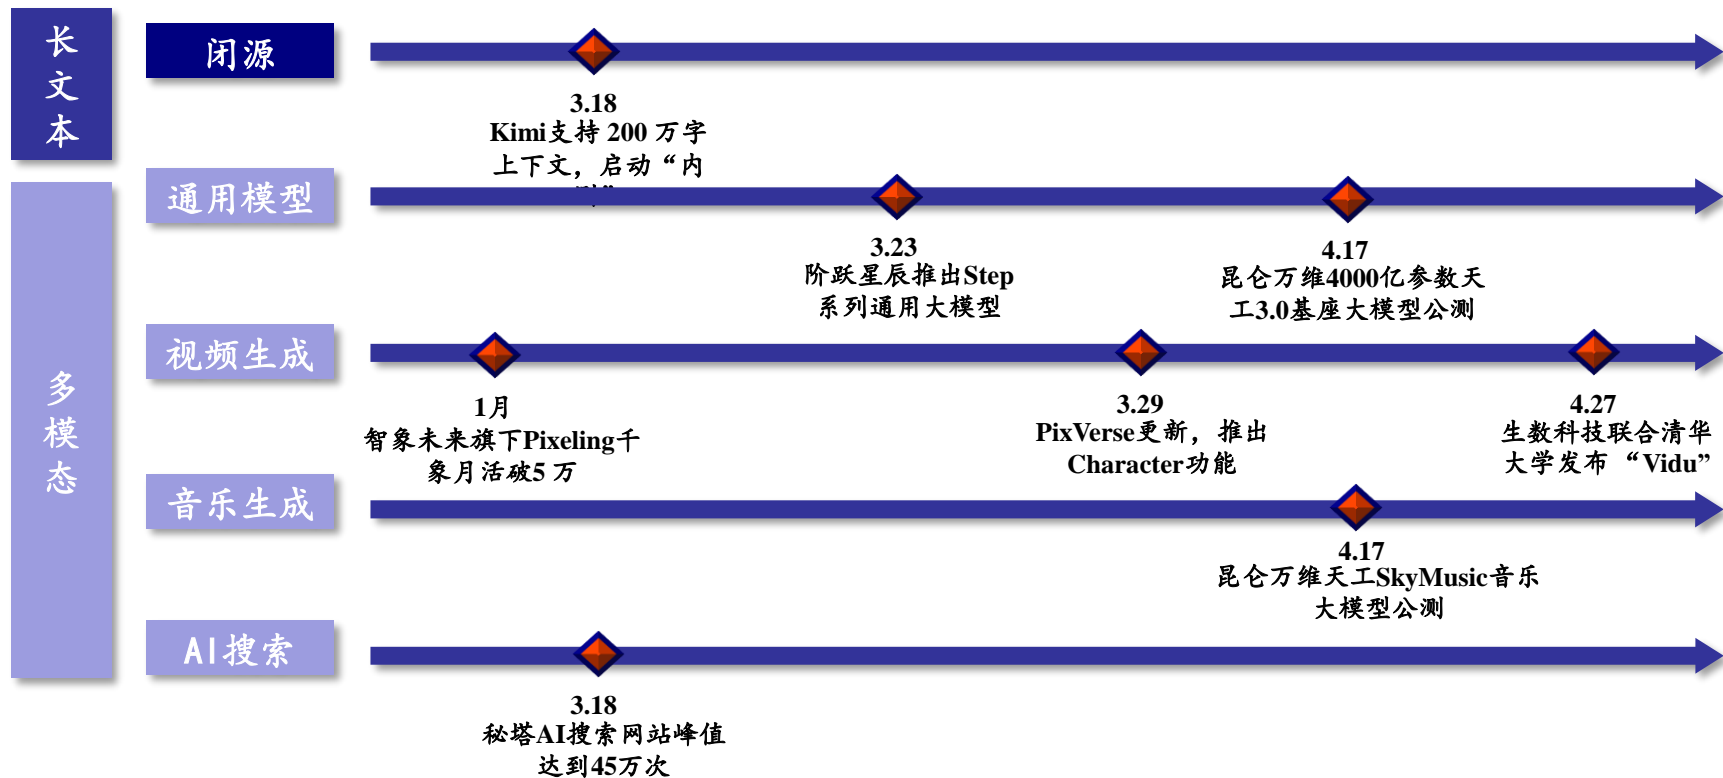 长文本
闭源
3.18
Kimi支持 200 万字
上下文，启动“内
多模态
通用模型
3.23
阶跃星辰推出Step
系列通用大模型
4.17
昆仑万维4000亿参数天
工3.0基座大模型公测
视频生成
1月
智象未来旗下Pixeling千
象月活破5 万
3.29
PixVerse更新，推出
Character功能
4.27
生数科技联合清华
大学发布 “Vidu”
音乐生成
4.17
昆仑万维天工SkyMusic音乐
大模型公测
AI搜索
3.18
秘塔AI搜索网站峰值
达到45万次